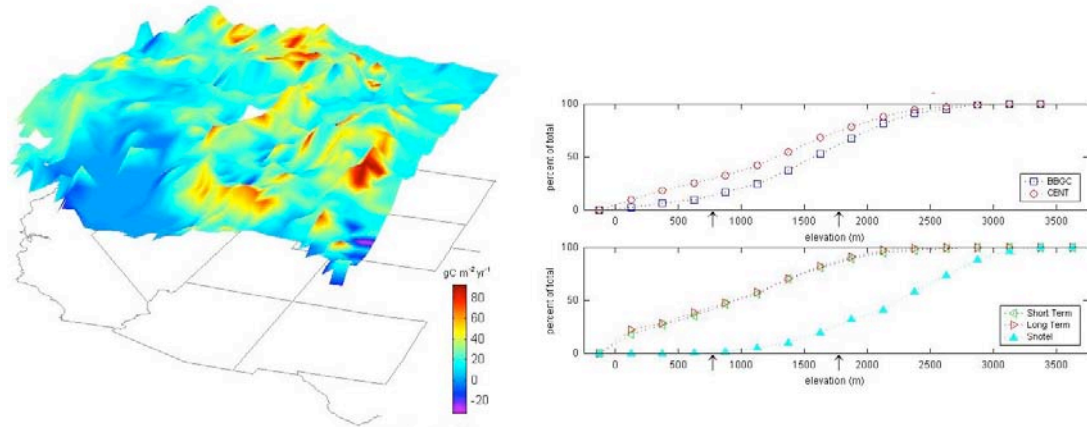 gC m⁻² yr⁻¹
80
60
40
20
0
-20
100
50
0
percent of total
BBGC
CENT
0 500 1000 1500 2000 2500 3000 3500
elevation (m)
100
50
0
percent of total
Short Term
Long Term
Snotel
0 500 1000 1500 2000 2500 3000 3500
elevation (m)